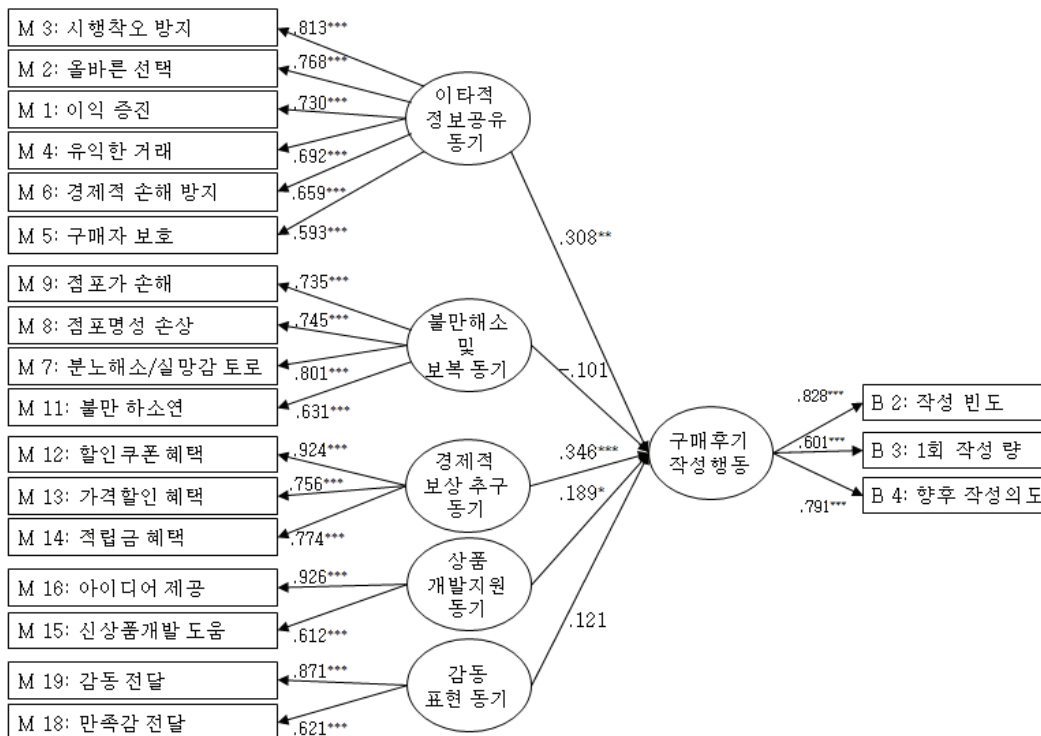 M 3: 시행착오 방지
.813***
M 2: 올바른 선택
.768***
M 1: 이익 증진
.730***
M 4: 유익한 거래
.692***
M 6: 경제적 손해 방지
.659***
M 5: 구매자 보호
.593***
이타적
정보공유
동기
.308**
M 9: 점포가 손해
.735***
M 8: 점포명성 손상
.745***
M 7: 분노해소/실망감 토로
.801***
M 11: 불만 하소연
.631***
불만해소
및
보복 동기
-.101
M 12: 할인쿠폰 혜택
.924***
M 13: 가격할인 혜택
.756***
M 14: 적립금 혜택
.774***
경제적
보상 추구
동기
.346***
M 16: 아이디어 제공
.926***
M 15: 신상품개발 도움
.612***
상품
개발지원
동기
.189*
M 19: 감동 전달
.871***
M 18: 만족감 전달
.621***
감동
표현 동기
.121
구매후기
작성행동
.828***
B 2: 작성 빈도
.601***
B 3: 1회 작성 량
.791***
B 4: 향후 작성의도